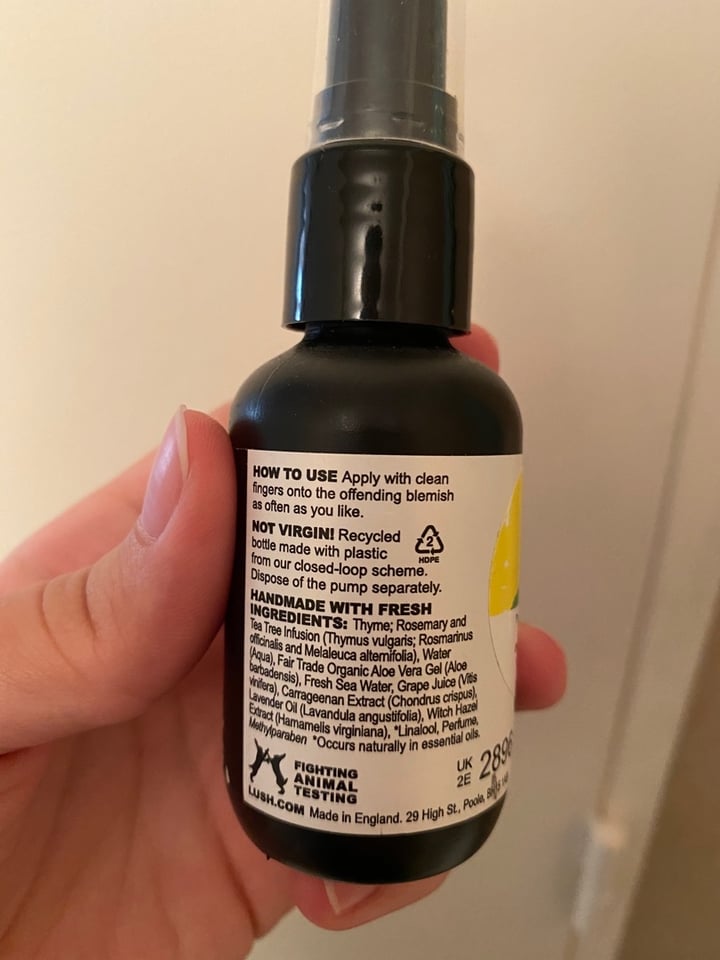 HOW TO USE Apply with clean
fingers onto the offending blemish
as often as you like.
NOT VIRGIN! Recycled
bottle made with plastic
from our closed-loop scheme.
Dispose of the pump separately.
2
HDPE
HANDMADE WITH FRESH
INGREDIENTS: Thyme; Rosemary and
Tea Tree Infusion (Thymus vulgaris; Rosmarinus
officinalis and Melaleuca alternifolia), Water
(Aqua), Fair Trade Organic Aloe Vera Gel (Aloe
barbadensis), Fresh Sea Water, Grape Juice (Vitis
vinifera), Carrageenan Extract (Chondrus crispus),
Lavender Oil (Lavandula angustifolia), Witch Hazel
Extract (Hamamelis virginiana), *Linalool, Perfume,
Methylparaben *Occurs naturally in essential oils.
FIGHTING
ANIMAL
TESTING
UK
2E
2896
LUSH.COM Made in England. 29 High St., Poole,